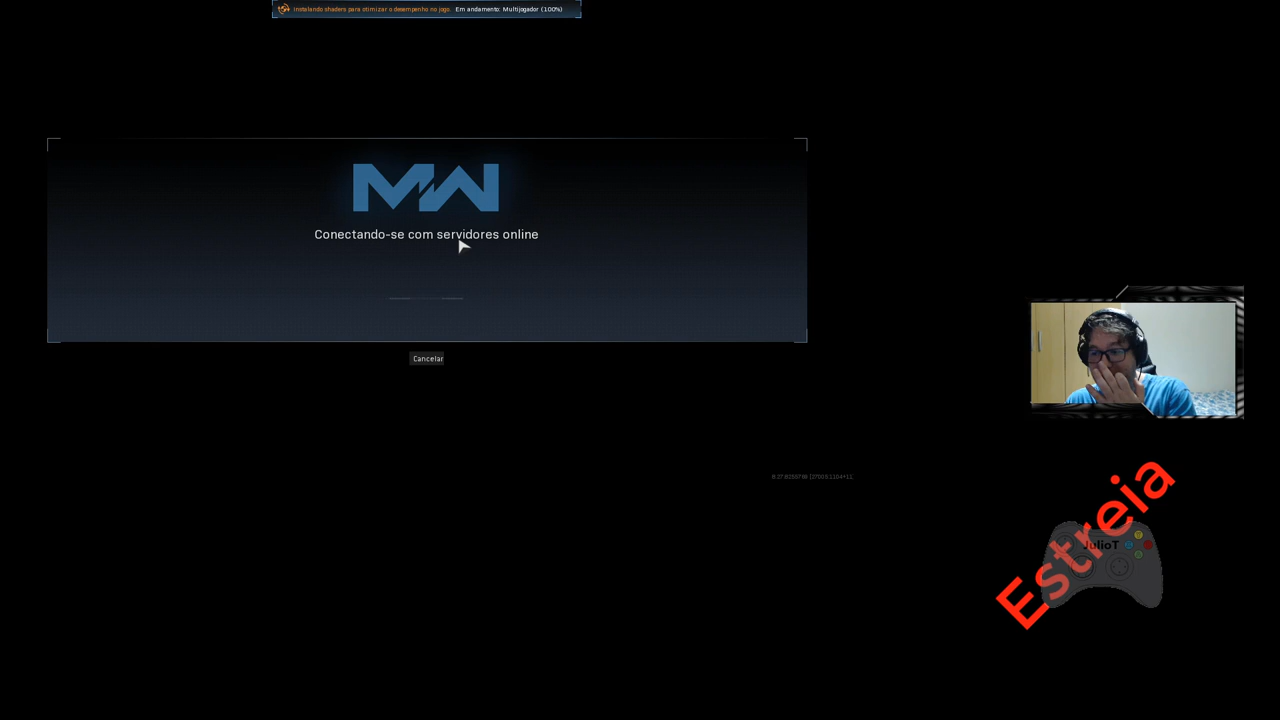 Instalando shaders para otimizar o desempenho no jogo. Em andamento: Multijogador (100%)
MW
Conectando-se com servidores online
Cancelar
Estreia
JulioT